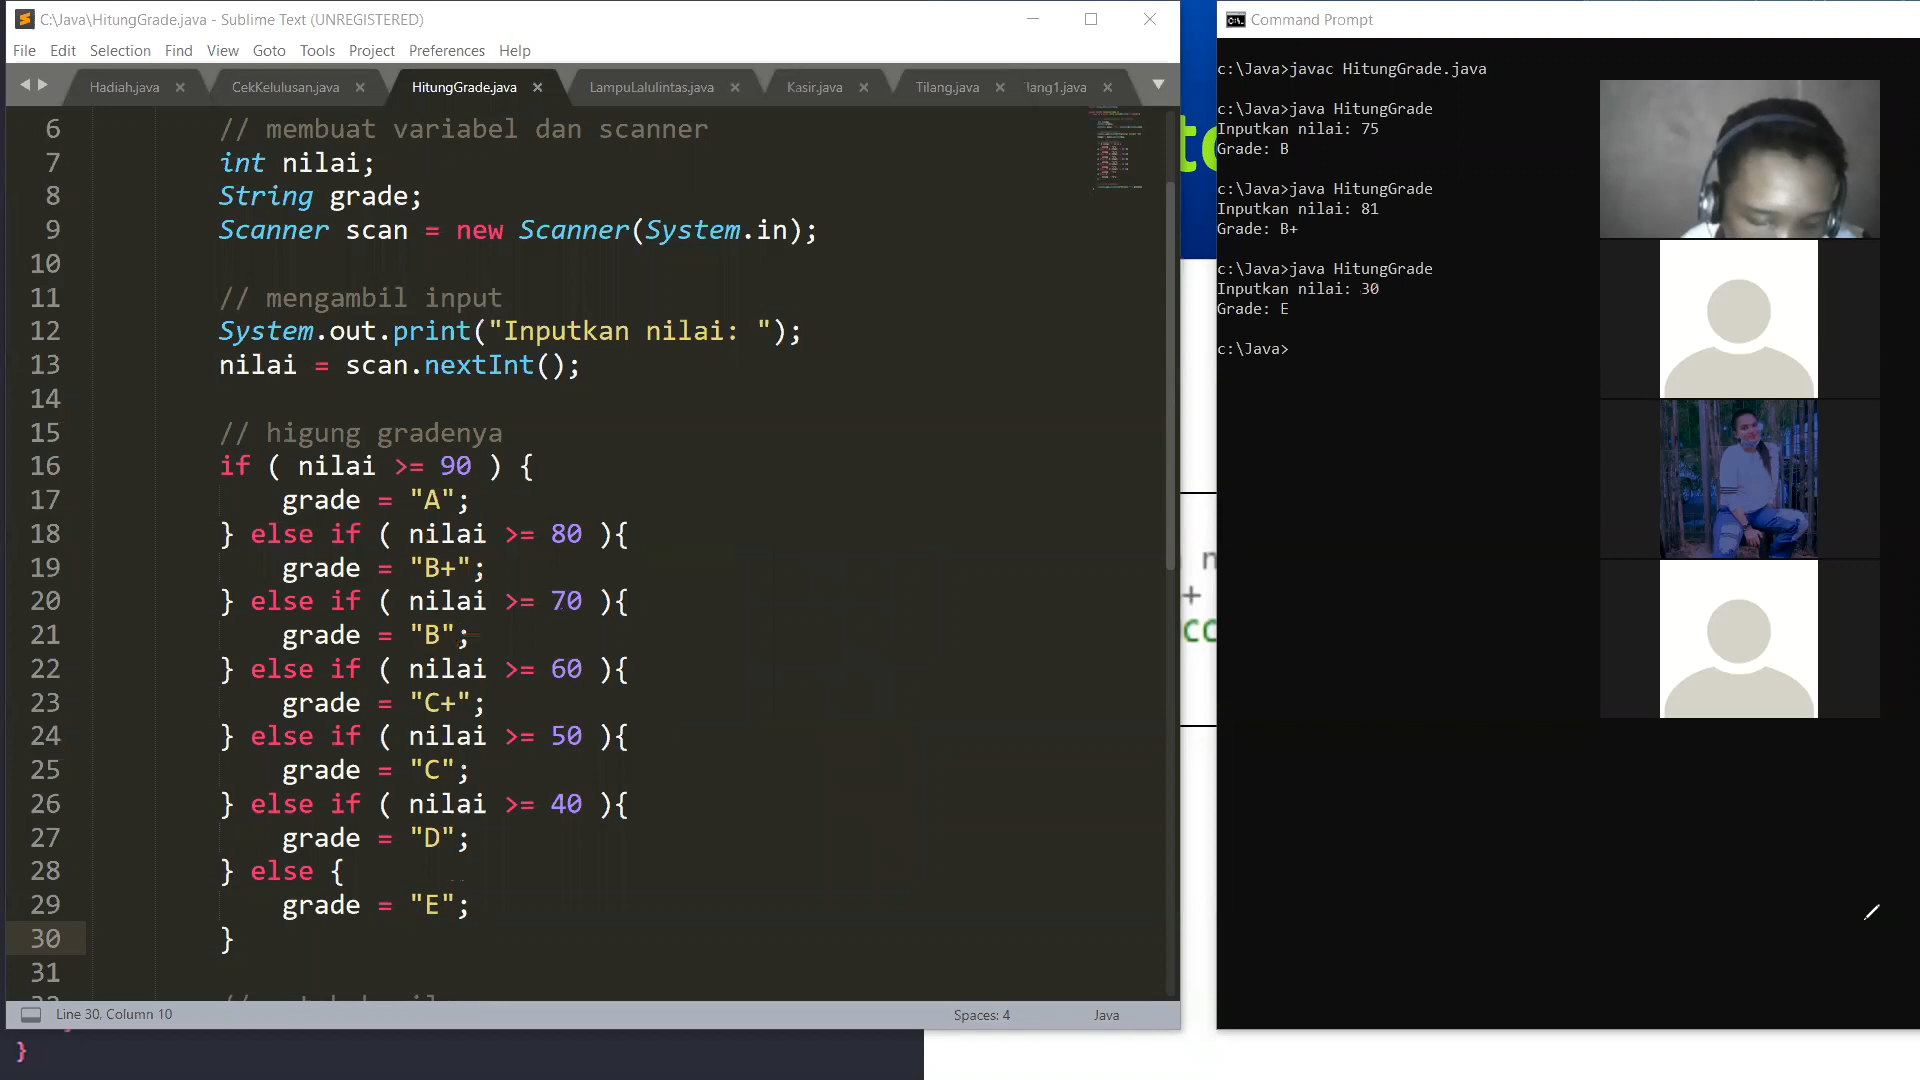 C:\Java\HitungGrade.java - Sublime Text (UNREGISTERED)
File Edit Selection Find View Goto Tools Project Preferences Help
Hadiah.java CekKelulusan.java HitungGrade.java LampuLalulintas.java Kasir.java Tilang.java lang1.java
6 // membuat variabel dan scanner
7 int nilai;
8 String grade;
9 Scanner scan = new Scanner(System.in);
10
11 // mengambil input
12 System.out.print("Inputkan nilai: ");
13 nilai = scan.nextInt();
14
15 // higung gradenya
16 if ( nilai >= 90 ) {
17 grade = "A";
18 } else if ( nilai >= 80 ){
19 grade = "B+";
20 } else if ( nilai >= 70 ){
21 grade = "B";
22 } else if ( nilai >= 60 ){
23 grade = "C+";
24 } else if ( nilai >= 50 ){
25 grade = "C";
26 } else if ( nilai >= 40 ){
27 grade = "D";
28 } else {
29 grade = "E";
30 }
31
Line 30, Column 10 Spaces: 4 Java
}
Command Prompt
c:\Java>javac HitungGrade.java
c:\Java>java HitungGrade
Inputkan nilai: 75
Grade: B
c:\Java>java HitungGrade
Inputkan nilai: 81
Grade: B+
c:\Java>java HitungGrade
Inputkan nilai: 30
Grade: E
c:\Java>